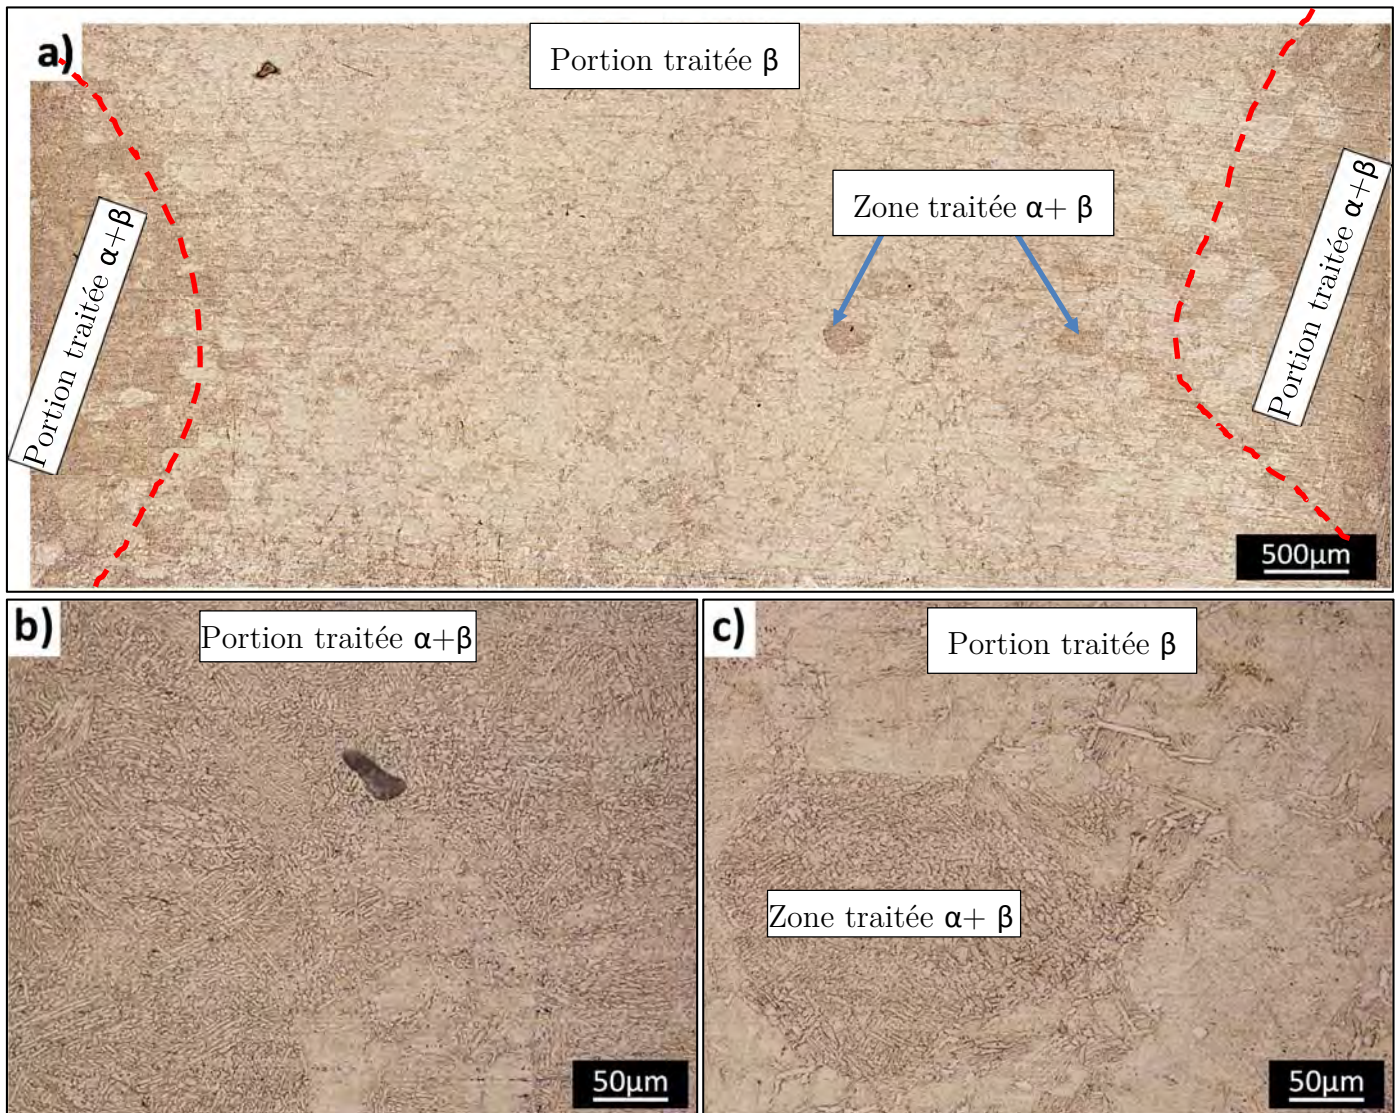 a)
Portion traitée β
Zone traitée α+ β
Portion traitée α+β
Portion traitée α+β
500µm
b)
Portion traitée α+β
50µm
c)
Portion traitée β
Zone traitée α+ β
50µm